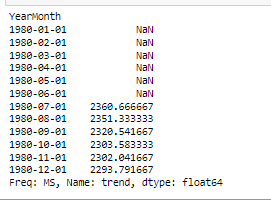 YearMonth
1980-01-01 NaN
1980-02-01 NaN
1980-03-01 NaN
1980-04-01 NaN
1980-05-01 NaN
1980-06-01 NaN
1980-07-01 2360.666667
1980-08-01 2351.333333
1980-09-01 2320.541667
1980-10-01 2303.583333
1980-11-01 2302.041667
1980-12-01 2293.791667
Freq: MS, Name: trend, dtype: float64